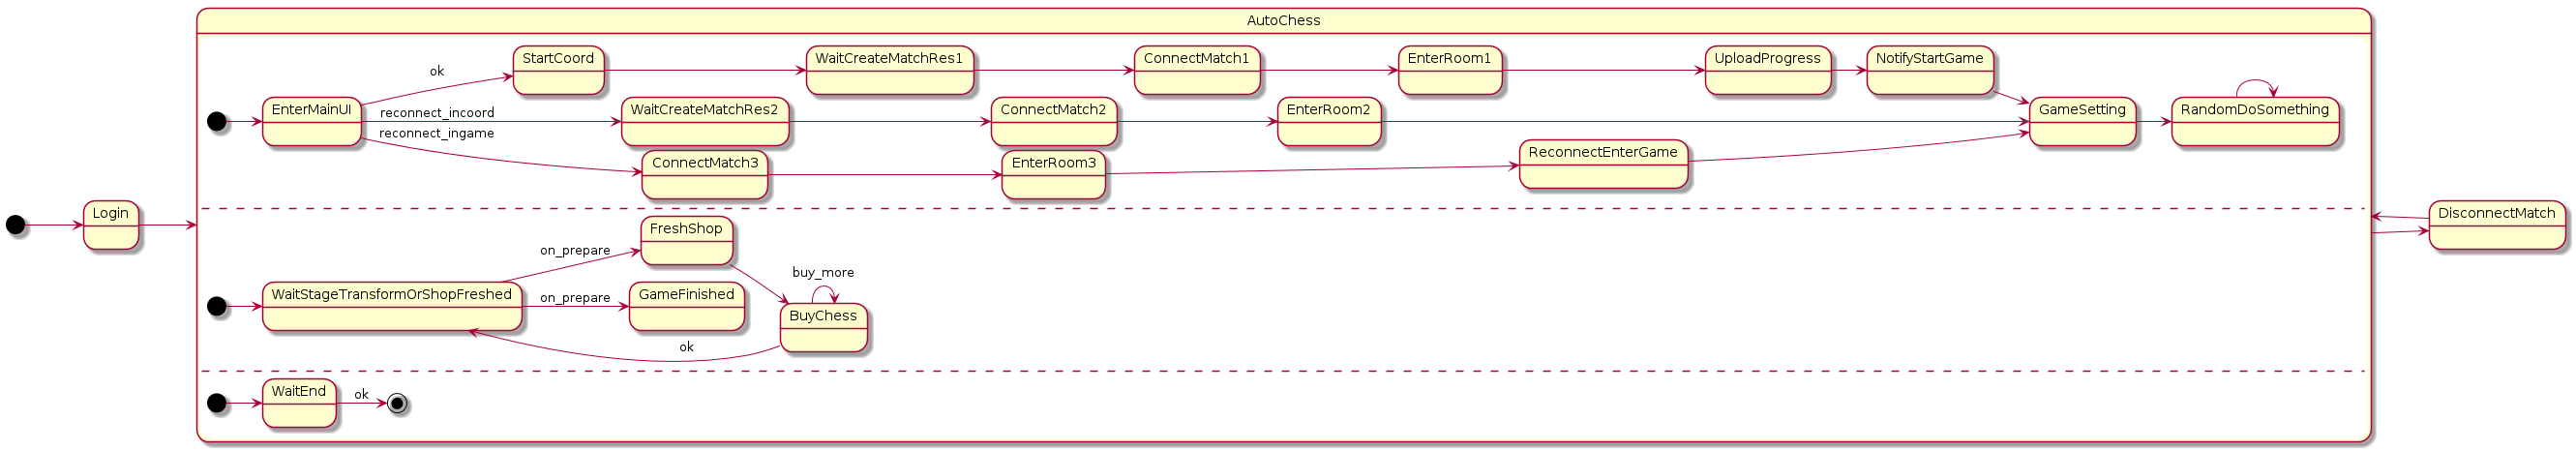 AutoChess
StartCoord
WaitCreateMatchRes1
ConnectMatch1
EnterRoom1
UploadProgress
NotifyStartGame
ok
EnterMainUI
reconnect_incoord
WaitCreateMatchRes2
ConnectMatch2
EnterRoom2
GameSetting
RandomDoSomething
reconnect_ingame
ConnectMatch3
EnterRoom3
ReconnectEnterGame
Login
DisconnectMatch
FreshShop
on_prepare
buy_more
WaitStageTransformOrShopFreshed
on_prepare
GameFinished
BuyChess
ok
WaitEnd
ok